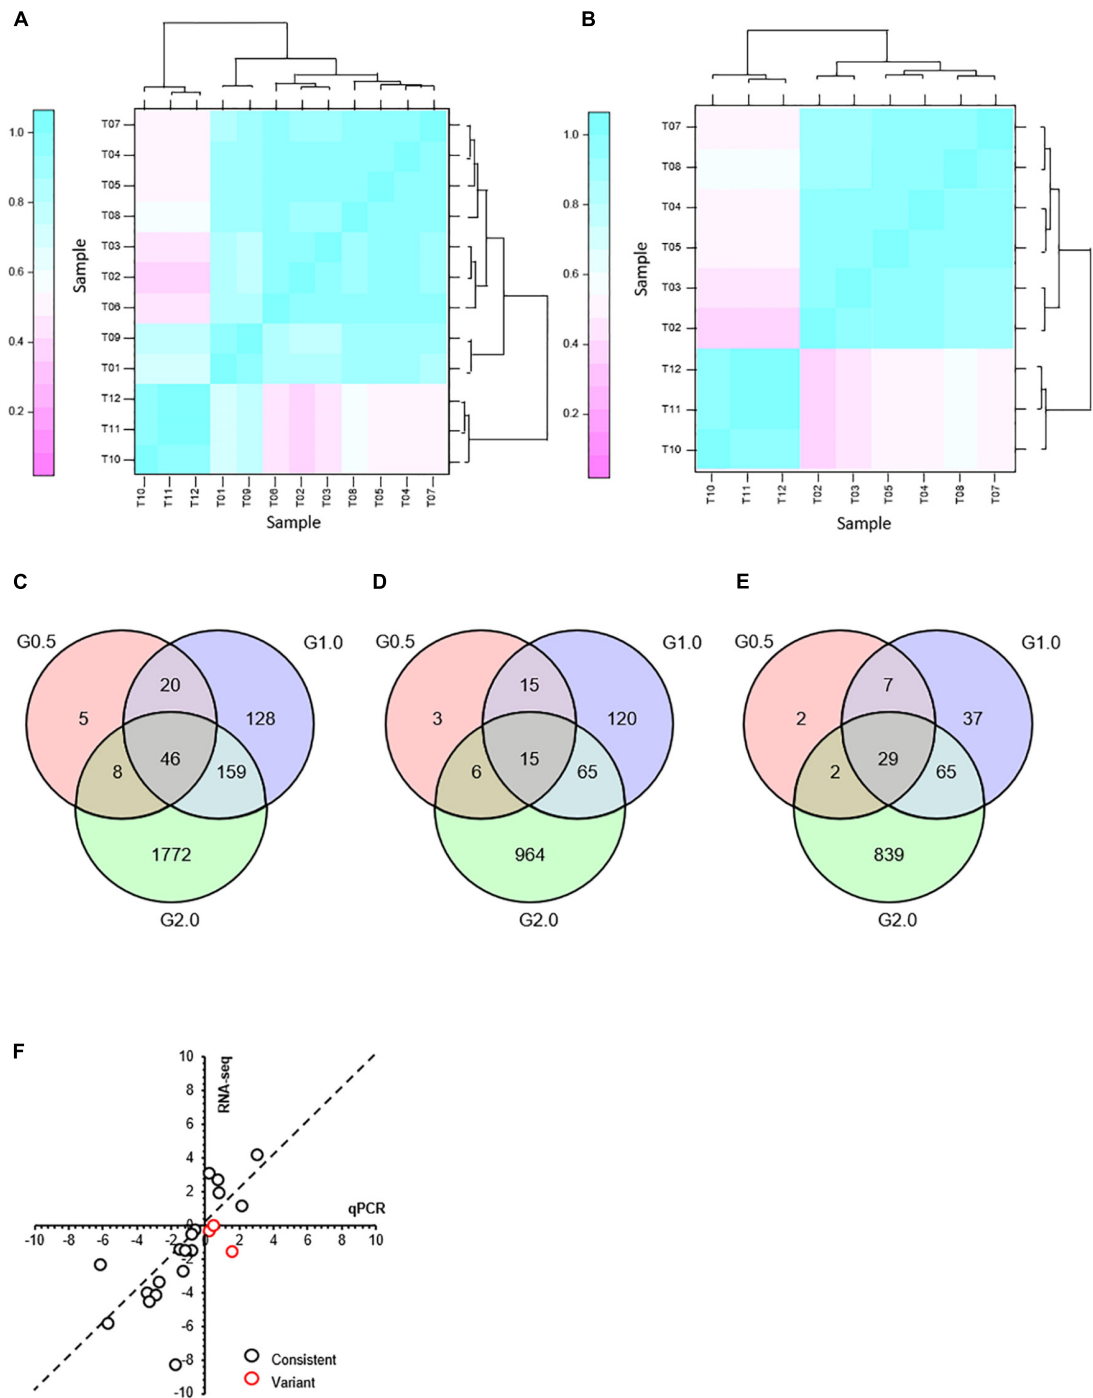 A
B
1.0
0.8
0.6
0.4
0.2
Sample
T07
T04
T05
T08
T03
T02
T06
T09
T01
T12
T11
T10
T10 T11 T12 T01 T09 T06 T02 T03 T08 T05 T04 T07
Sample
1.0
0.8
0.6
0.4
0.2
Sample
T07
T08
T04
T05
T03
T02
T12
T11
T10
T10 T11 T12 T02 T03 T05 T04 T08 T07
Sample
C
G0.5
G1.0
20
5
128
46
8
159
1772
G2.0
D
G0.5
G1.0
15
3
120
15
6
65
964
G2.0
E
G0.5
G1.0
7
2
37
29
2
65
839
G2.0
F
RNA-seq
10
8
6
4
2
0
-2
-4
-6
-8
-10
qPCR
-10 -8 -6 -4 -2 0 2 4 6 8 10
Consistent
Variant